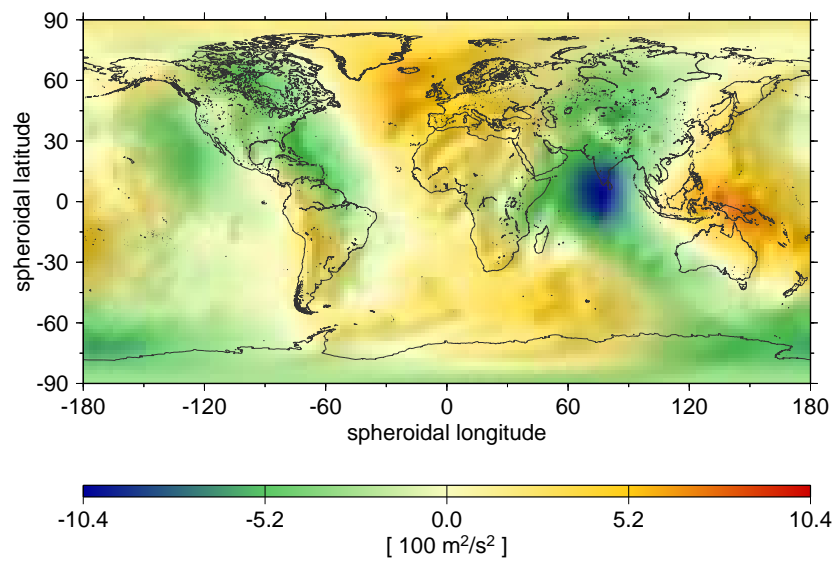 90
60
30
0
-30
-60
-90
spheroidal latitude
-180 -120 -60 0 60 120 180
spheroidal longitude
-10.4 -5.2 0.0 5.2 10.4
[ 100 m²/s² ]